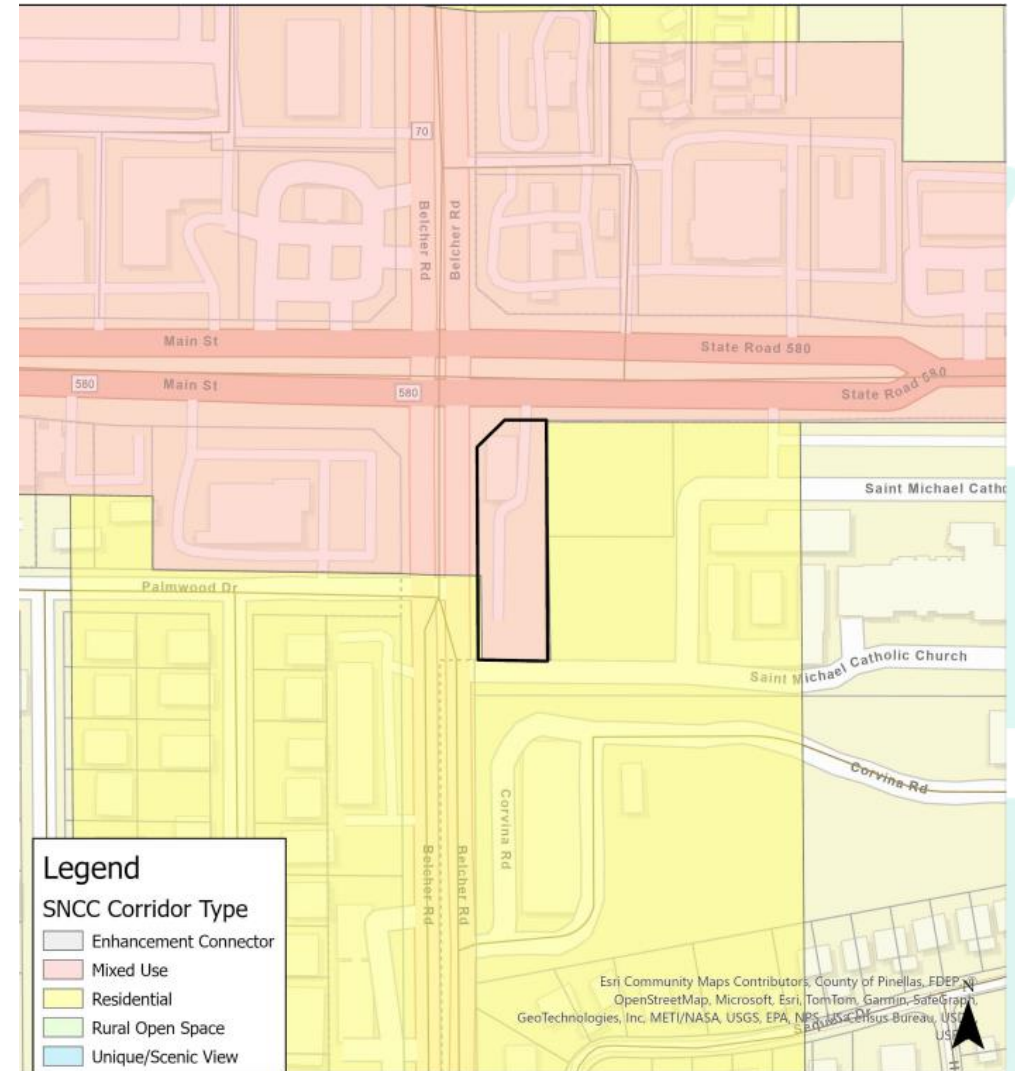 70
Belcher Rd
Belcher Rd
Main St
State Road 580
580
Main St
580
State Road 580
Saint Michael Catho
Palmwood Dr
Saint Michael Catholic Church
Corvina Rd
Corvina Rd
Belcher Rd
Belcher Rd
Legend
SNCC Corridor Type
Enhancement Connector
Mixed Use
Residential
Rural Open Space
Unique/Scenic View
Esri Community Maps Contributors, County of Pinellas, FDEP, ©
OpenStreetMap, Microsoft, Esri, TomTom, Garmin, SafeGraph,
GeoTechnologies, Inc, METI/NASA, USGS, EPA, NPS, US Census Bureau,
N